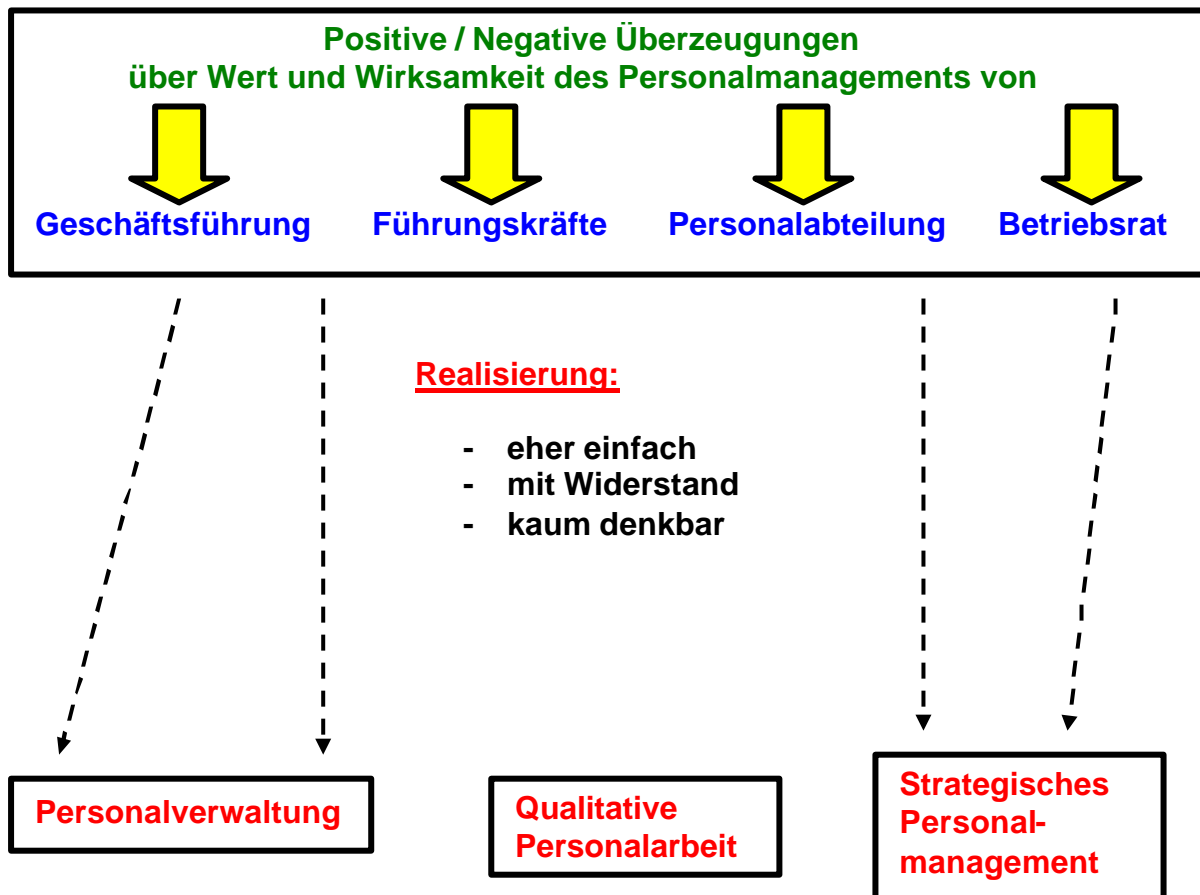 Positive / Negative Überzeugungen
über Wert und Wirksamkeit des Personalmanagements von
Geschäftsführung Führungskräfte Personalabteilung Betriebsrat
Realisierung:
- eher einfach
- mit Widerstand
- kaum denkbar
Personalverwaltung
Qualitative
Personalarbeit
Strategisches
Personal-
management